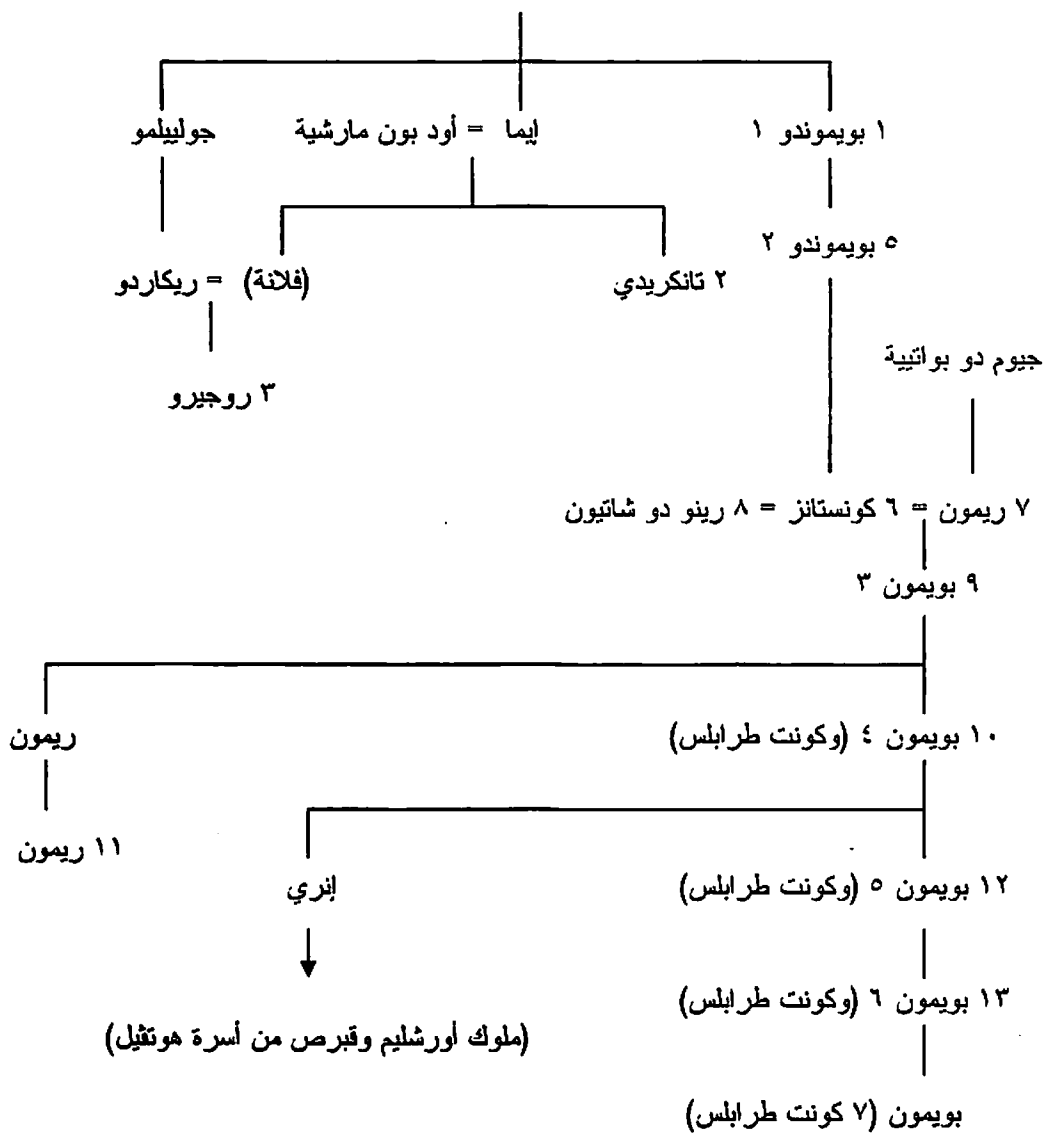 ١ بويموندو ١ إيما = أود بون مارشية جولييلمو
٥ بويموندو ٢
٢ تانكريدي (فلانة) = ريكاردو
جيوم دو بواتيية
٣ روجيرو
٧ ريمون = ٦ كونستانز = ٨ رينو دو شاتيون
٩ بويمون ٣
١٠ بويمون ٤ (وكونت طرابلس) ريمون
١١ ريمون
١٢ بويمون ٥ (وكونت طرابلس) إنري
١٣ بويمون ٦ (وكونت طرابلس)
(ملوك أورشليم وقبرص من أسرة هوتڤيل)
بويمون (٧ كونت طرابلس)